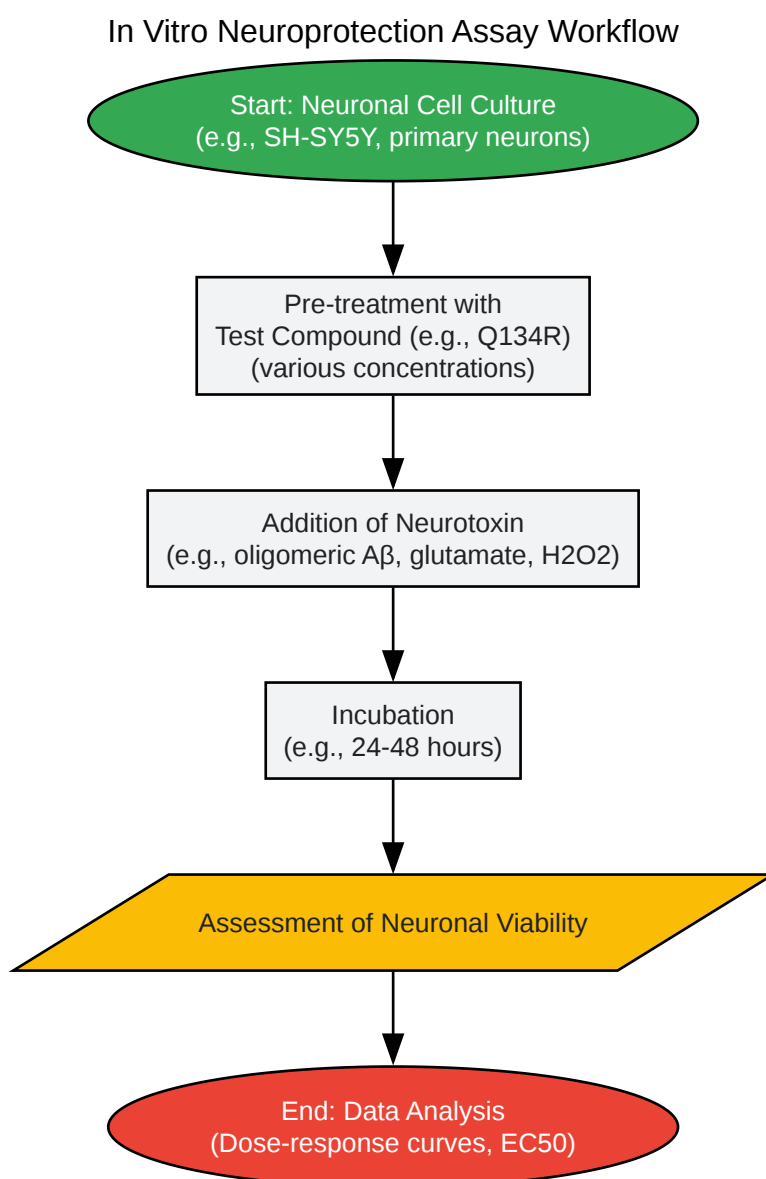 In Vitro Neuroprotection Assay Workflow
Start: Neuronal Cell Culture
(e.g., SH-SY5Y, primary neurons)
Pre-treatment with
Test Compound (e.g., Q134R)
(various concentrations)
Addition of Neurotoxin
(e.g., oligomeric Aβ, glutamate, H2O2)
Incubation
(e.g., 24-48 hours)
Assessment of Neuronal Viability
End: Data Analysis
(Dose-response curves, EC50)